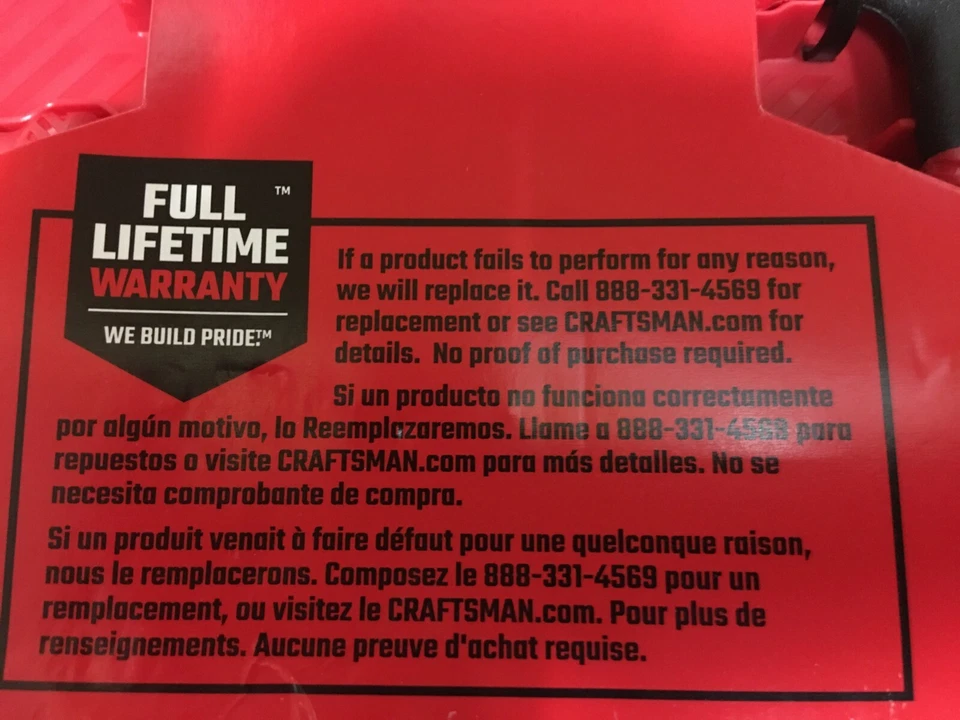 FULL ™
LIFETIME
WARRANTY
WE BUILD PRIDE.™
If a product fails to perform for any reason,
we will replace it. Call 888-331-4569 for
replacement or see CRAFTSMAN.com for
details. No proof of purchase required.
Si un producto no funciona correctamente
por algún motivo, lo Reemplazaremos. Llame a 888-331-4569 para
repuestos o visite CRAFTSMAN.com para más detalles. No se
necesita comprobante de compra.
Si un produit venait à faire défaut pour une quelconque raison,
nous le remplacerons. Composez le 888-331-4569 pour un
remplacement, ou visitez le CRAFTSMAN.com. Pour plus de
renseignements. Aucune preuve d'achat requise.